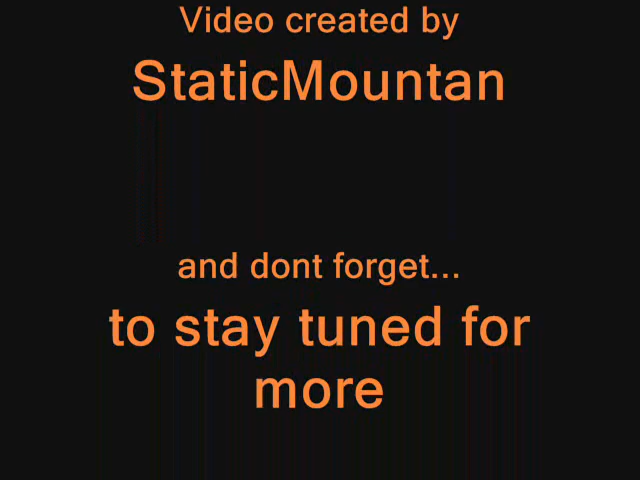 Video created by
StaticMountan
and dont forget...
to stay tuned for
more